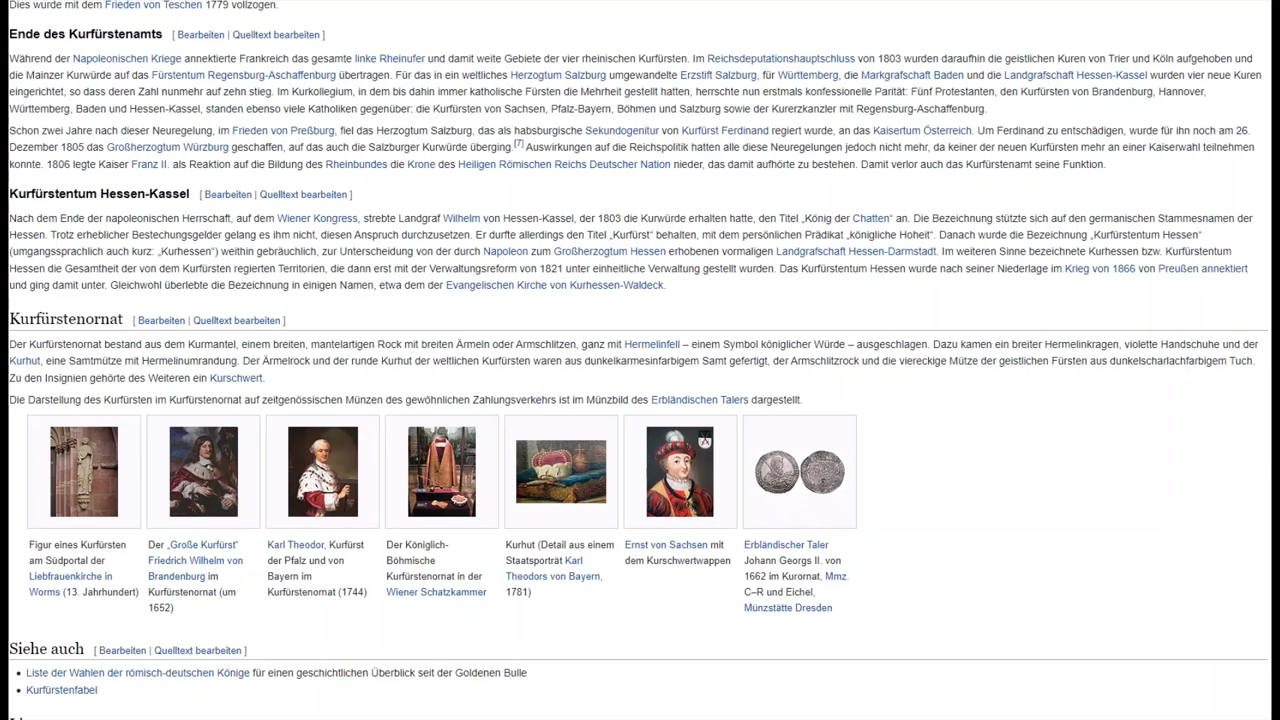 Dies wurde mit dem Frieden von Teschen 1779 vollzogen.
Ende des Kurfürstenamts [ Bearbeiten | Quelltext bearbeiten ]
Während der Napoleonischen Kriege annektierte Frankreich das gesamte linke Rheinufer und damit weite Gebiete der vier rheinischen Kurfürsten. Im Reichsdeputationshauptschluss von 1803 wurden daraufhin die geistlichen Kuren von Trier und Köln aufgehoben und
die Mainzer Kurwürde auf das Fürstentum Regensburg-Aschaffenburg übertragen. Für das in ein weltliches Herzogtum Salzburg umgewandelte Erzstift Salzburg, für Württemberg, die Markgrafschaft Baden und die Landgrafschaft Hessen-Kassel wurden vier neue Kuren
eingerichtet, so dass deren Zahl nunmehr auf zehn stieg. Im Kurkollegium, in dem bis dahin immer katholische Fürsten die Mehrheit gestellt hatten, herrschte nun erstmals konfessionelle Parität: Fünf Protestanten, den Kurfürsten von Brandenburg, Hannover,
Württemberg, Baden und Hessen-Kassel, standen ebenso viele Katholiken gegenüber: die Kurfürsten von Sachsen, Pfalz-Bayern, Böhmen und Salzburg sowie der Kurerzkanzler mit Regensburg-Aschaffenburg.
Schon zwei Jahre nach dieser Neuregelung, im Frieden von Preßburg, fiel das Herzogtum Salzburg, das als habsburgische Sekundogenitur von Kurfürst Ferdinand regiert wurde, an das Kaisertum Österreich. Um Ferdinand zu entschädigen, wurde für ihn noch am 26.
Dezember 1805 das Großherzogtum Würzburg geschaffen, auf das auch die Salzburger Kurwürde überging.[7] Auswirkungen auf die Reichspolitik hatten alle diese Neuregelungen jedoch nicht mehr, da keiner der neuen Kurfürsten mehr an einer Kaiserwahl teilnehmen
konnte. 1806 legte Kaiser Franz II. als Reaktion auf die Bildung des Rheinbundes die Krone des Heiligen Römischen Reichs Deutscher Nation nieder, das damit aufhörte zu bestehen. Damit verlor auch das Kurfürstenamt seine Funktion.
Kurfürstentum Hessen-Kassel [ Bearbeiten | Quelltext bearbeiten ]
Nach dem Ende der napoleonischen Herrschaft, auf dem Wiener Kongress, strebte Landgraf Wilhelm von Hessen-Kassel, der 1803 die Kurwürde erhalten hatte, den Titel „König der Chatten“ an. Die Bezeichnung stützte sich auf den germanischen Stammesnamen der
Hessen. Trotz erheblicher Bestechungsgelder gelang es ihm nicht, diesen Anspruch durchzusetzen. Er durfte allerdings den Titel „Kurfürst“ behalten, mit dem persönlichen Prädikat „königliche Hoheit“. Danach wurde die Bezeichnung „Kurfürstentum Hessen“
(umgangssprachlich auch kurz: „Kurhessen“) weithin gebräuchlich, zur Unterscheidung von der durch Napoleon zum Großherzogtum Hessen erhobenen vormaligen Landgrafschaft Hessen-Darmstadt. Im weiteren Sinne bezeichnete Kurhessen bzw. Kurfürstentum
Hessen die Gesamtheit der von dem Kurfürsten regierten Territorien, die dann erst mit der Verwaltungsreform von 1821 unter einheitliche Verwaltung gestellt wurden. Das Kurfürstentum Hessen wurde nach seiner Niederlage im Krieg von 1866 von Preußen annektiert
und ging damit unter. Gleichwohl überlebte die Bezeichnung in einigen Namen, etwa dem der Evangelischen Kirche von Kurhessen-Waldeck.
Kurfürstenornat [ Bearbeiten | Quelltext bearbeiten ]
Der Kurfürstenornat bestand aus dem Kurmantel, einem breiten, mantelartigen Rock mit breiten Ärmeln oder Armschlitzen, ganz mit Hermelinfell – einem Symbol königlicher Würde – ausgeschlagen. Dazu kamen ein breiter Hermelinkragen, violette Handschuhe und der
Kurhut, eine Samtmütze mit Hermelinumrandung. Der Ärmelrock und der runde Kurhut der weltlichen Kurfürsten waren aus dunkelkarmesinfarbigem Samt gefertigt, der Armschlitzrock und die viereckige Mütze der geistlichen Fürsten aus dunkelscharlachfarbigem Tuch.
Zu den Insignien gehörte des Weiteren ein Kurschwert.
Die Darstellung des Kurfürsten im Kurfürstenornat auf zeitgenössischen Münzen des gewöhnlichen Zahlungsverkehrs ist im Münzbild des Erbländischen Talers dargestellt.
Figur eines Kurfürsten
am Südportal der
Liebfrauenkirche in
Worms (13. Jahrhundert)
Der „Große Kurfürst“
Friedrich Wilhelm von
Brandenburg im
Kurfürstenornat (um
1652)
Karl Theodor, Kurfürst
der Pfalz und von
Bayern im
Kurfürstenornat (1744)
Der Königlich-
Böhmische
Kurfürstenornat in der
Wiener Schatzkammer
Kurhut (Detail aus einem
Staatsporträt Karl
Theodors von Bayern,
1781)
Ernst von Sachsen mit
dem Kurschwertwappen
Erbländischer Taler
Johann Georgs II. von
1662 im Kurornat, Mmz.
C–R und Eichel,
Münzstätte Dresden
Siehe auch [ Bearbeiten | Quelltext bearbeiten ]
• Liste der Wahlen der römisch-deutschen Könige für einen geschichtlichen Überblick seit der Goldenen Bulle
• Kurfürstenfabel